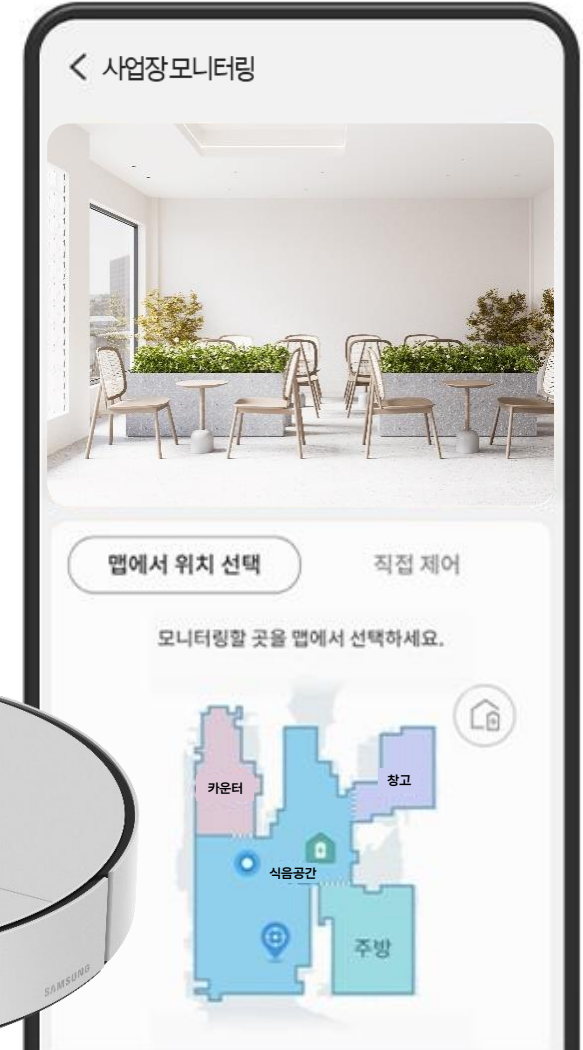 사업장 모니터링
맵에서 위치 선택
직접 제어
모니터링할 곳을 맵에서 선택하세요.
카운터
창고
식음공간
주방
SAMSUNG